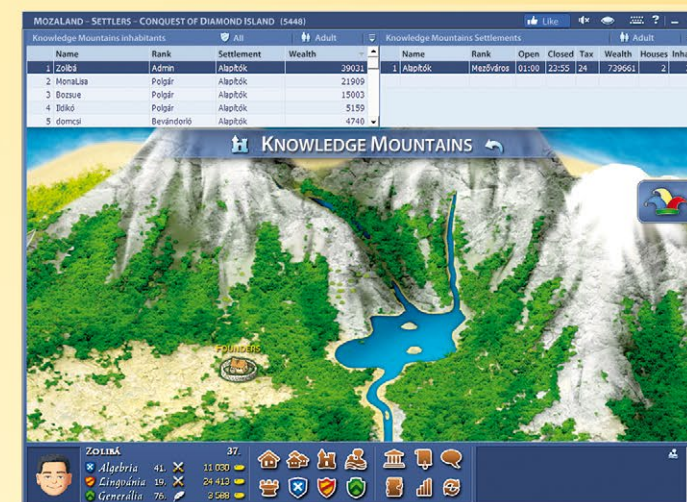 MOZALAND – SETTLERS – CONQUEST OF DIAMOND ISLAND (5448) Like ?
Knowledge Mountains inhabitants All Adult
Name Rank Settlement Wealth
1 Zolibá Admin Alapítók 39031
2 MonaLisa Polgár Alapítók 21909
3 Bozsue Polgár Alapítók 15003
4 Ildikó Polgár Alapítók 5159
5 domcsi Bevándorló Alapítók 4740
Knowledge Mountains Settlements Adult
Name Rank Open Closed Tax Wealth Houses Inha
1 Alapítók Mezőváros 01:00 23:55 24 739661 2
KNOWLEDGE MOUNTAINS
FOUNDERS
ZOLIBÁ 37.
Algebria 41. 11 030
Lingvánia 19. 24 413
Generália 76. 3 588